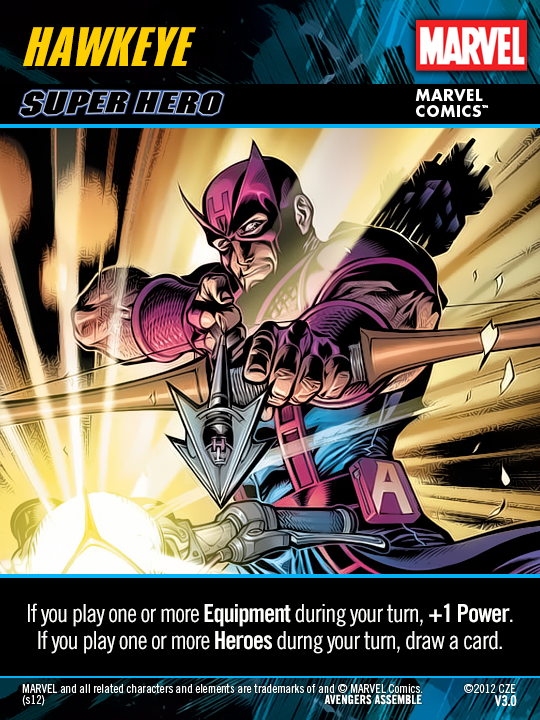 HAWKEYE
MARVEL
SUPER HERO
MARVEL
COMICS™
H
H
H
A
If you play one or more Equipment during your turn, +1 Power.
If you play one or more Heroes durng your turn, draw a card.
MARVEL and all related characters and elements are trademarks of and © MARVEL Comics.
©2012 CZE
(s12)
AVENGERS ASSEMBLE
V3.0